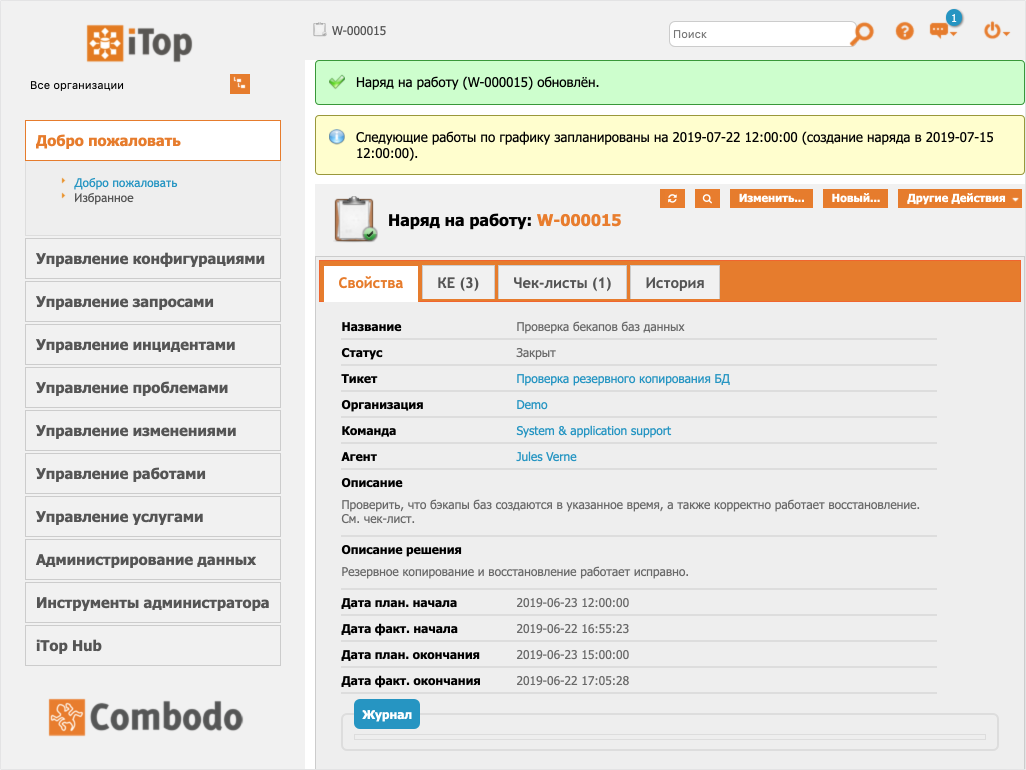 iTop
W-000015
Поиск
1
Все организации
Добро пожаловать
Добро пожаловать
Избранное
Управление конфигурациями
Управление запросами
Управление инцидентами
Управление проблемами
Управление изменениями
Управление работами
Управление услугами
Администрирование данных
Инструменты администратора
iTop Hub
Combodo
Наряд на работу (W-000015) обновлён.
Следующие работы по графику запланированы на 2019-07-22 12:00:00 (создание наряда в 2019-07-15
12:00:00).
Изменить...
Новый...
Другие Действия
Наряд на работу: W-000015
Свойства
КЕ (3)
Чек-листы (1)
История
Название Проверка бекапов баз данных
Статус Закрыт
Тикет Проверка резервного копирования БД
Организация Demo
Команда System & application support
Агент Jules Verne
Описание
Проверить, что бэкапы баз создаются в указанное время, а также корректно работает восстановление.
См. чек-лист.
Описание решения
Резервное копирование и восстановление работает исправно.
Дата план. начала 2019-06-23 12:00:00
Дата факт. начала 2019-06-22 16:55:23
Дата план. окончания 2019-06-23 15:00:00
Дата факт. окончания 2019-06-22 17:05:28
Журнал